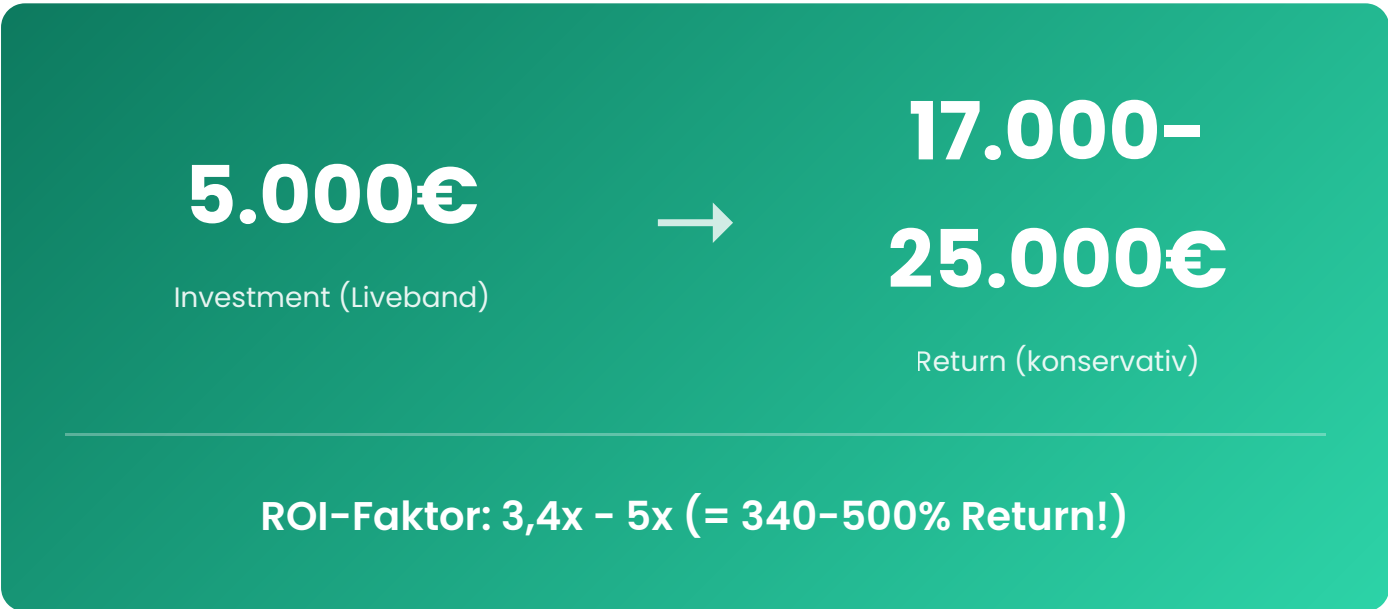 5.000€
Investment (Liveband)
→
17.000-
25.000€
Return (konservativ)
ROI-Faktor: 3,4x - 5x (= 340-500% Return!)